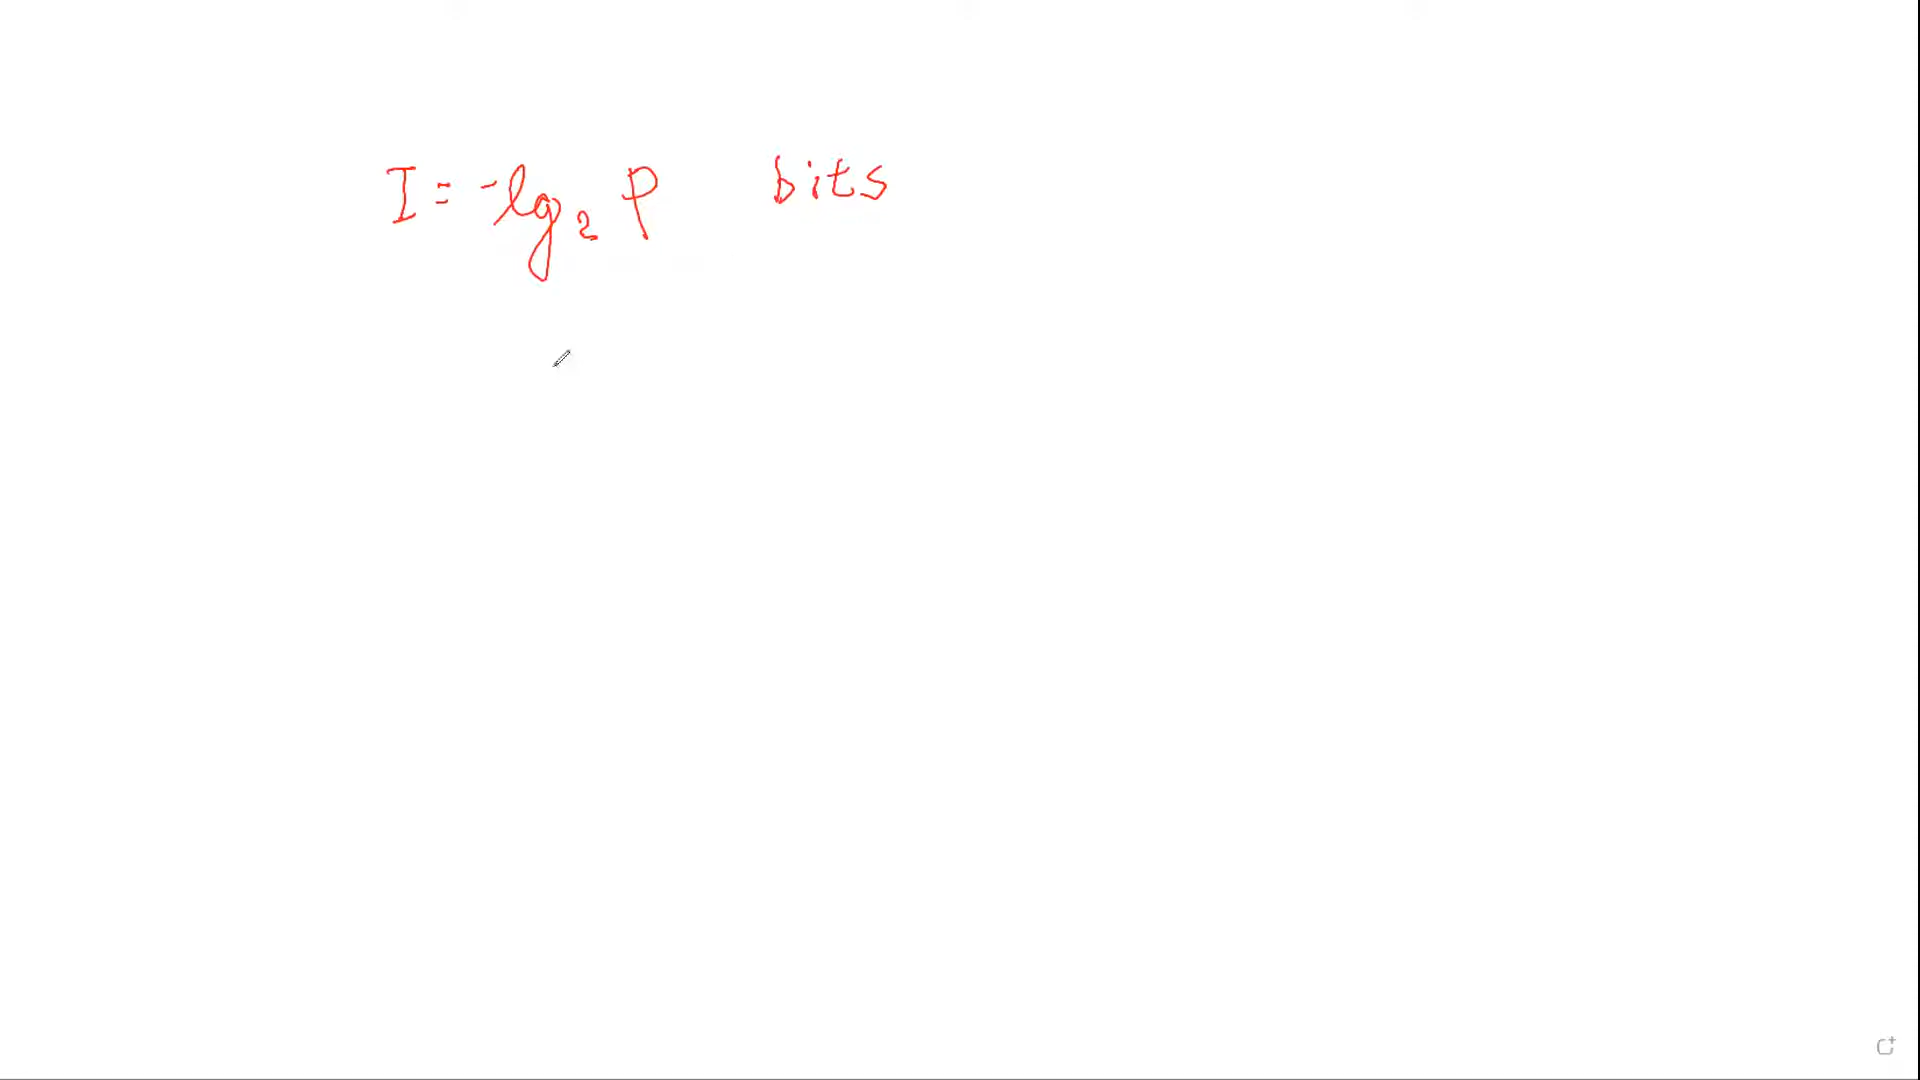 I = -lg₂ P bits